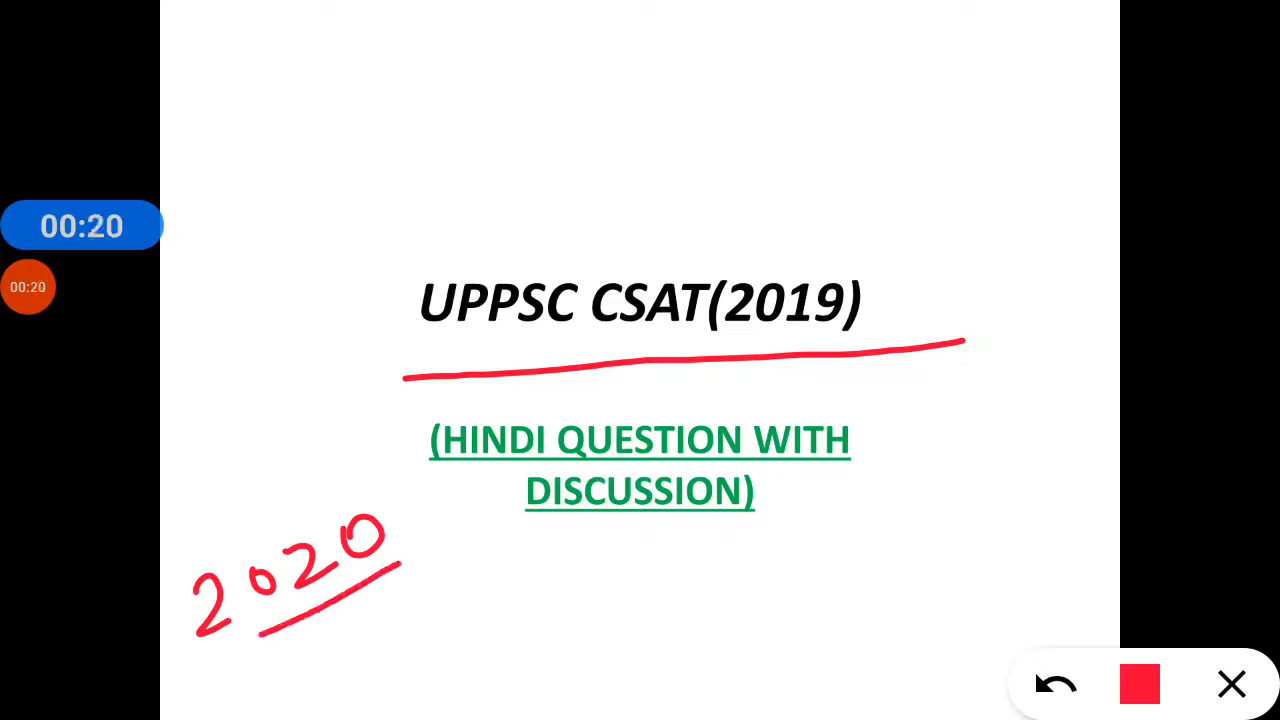 00:20
00:20
UPPSC CSAT(2019)
(HINDI QUESTION WITH
DISCUSSION)
2020